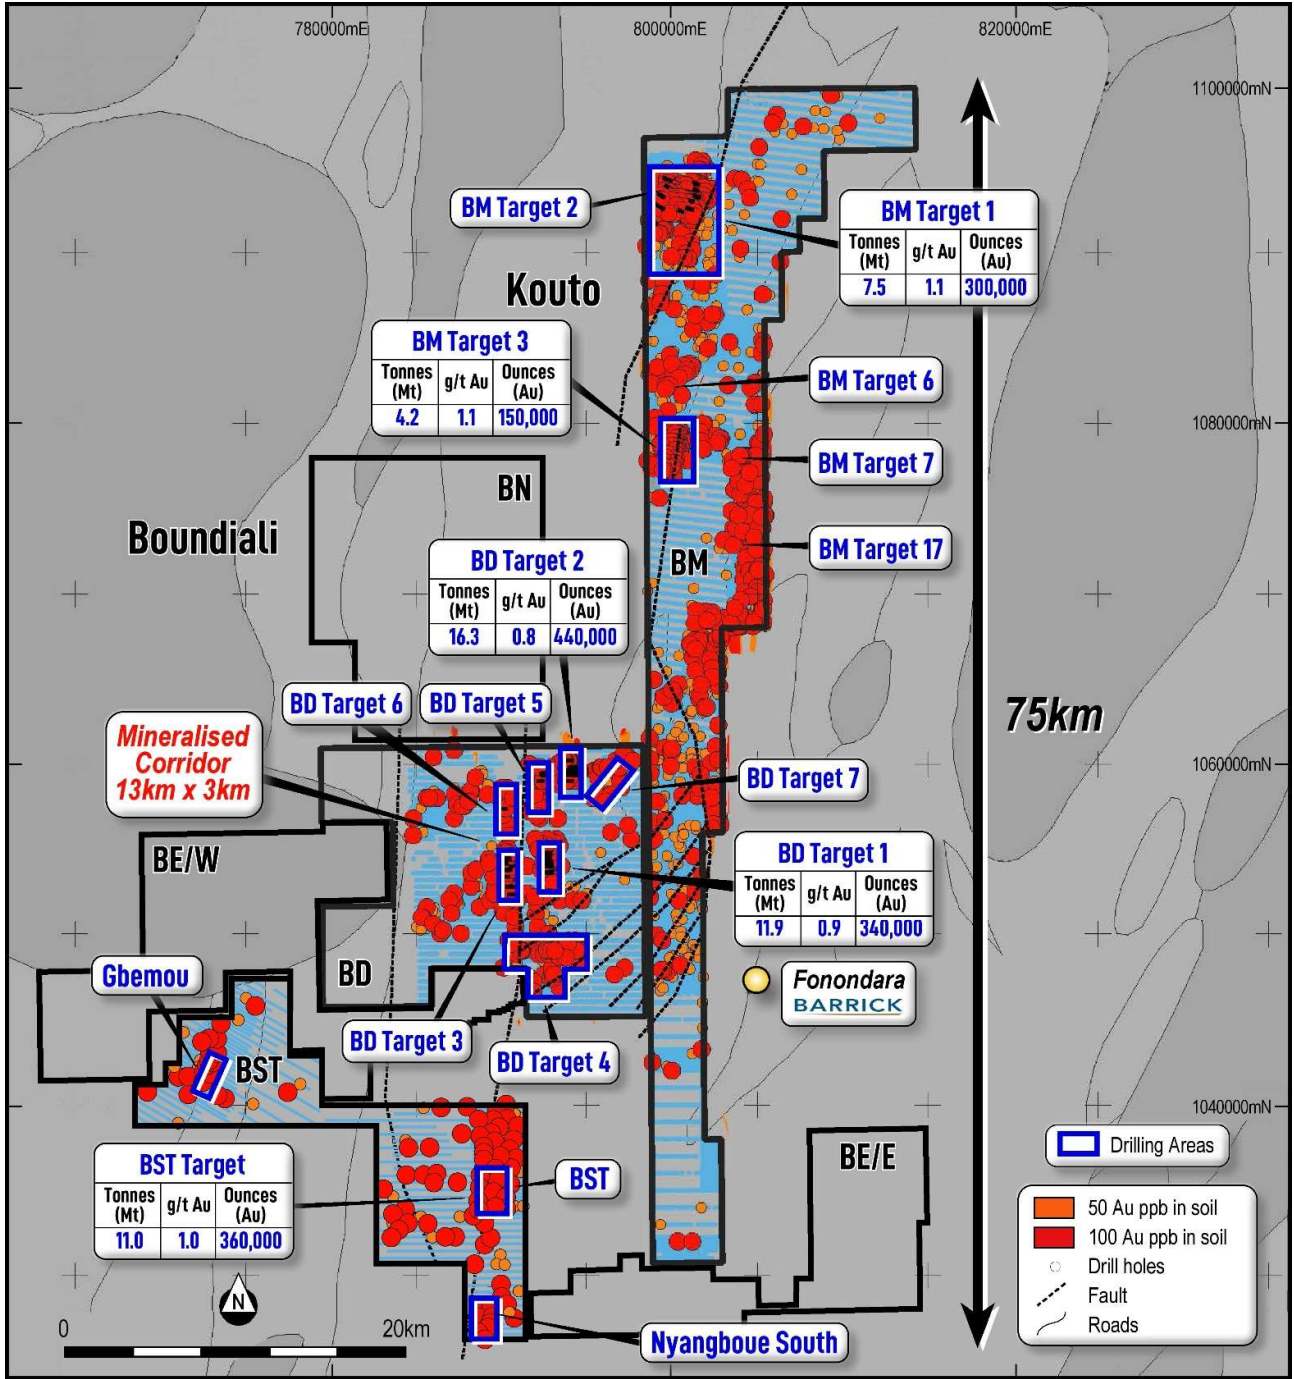 780000mE
800000mE
820000mE
1100000mN
BM Target 2
BM Target 1
Tonnes (Mt) g/t Au Ounces (Au)
7.5 1.1 300,000
Kouto
BM Target 3
Tonnes (Mt) g/t Au Ounces (Au)
4.2 1.1 150,000
BM Target 6
1080000mN
BM Target 7
BN
Boundiali
BM Target 17
BD Target 2
Tonnes (Mt) g/t Au Ounces (Au)
16.3 0.8 440,000
BM
BD Target 6
BD Target 5
75km
Mineralised
Corridor
13km x 3km
BD Target 7
1060000mN
BE/W
BD Target 1
Tonnes (Mt) g/t Au Ounces (Au)
11.9 0.9 340,000
Gbemou
BD
Fonondara
BARRICK
BD Target 3
BD Target 4
BST
1040000mN
BST Target
Tonnes (Mt) g/t Au Ounces (Au)
11.0 1.0 360,000
BST
BE/E
Drilling Areas
50 Au ppb in soil
100 Au ppb in soil
Drill holes
Fault
Roads
N
0
20km
Nyangboue South